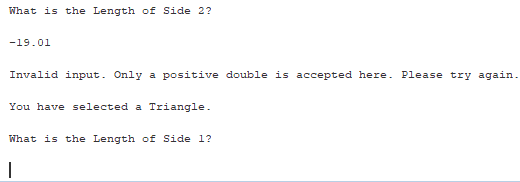 What is the Length of Side 2?
-19.01
Invalid input. Only a positive double is accepted here. Please try again.
You have selected a Triangle.
What is the Length of Side 1?